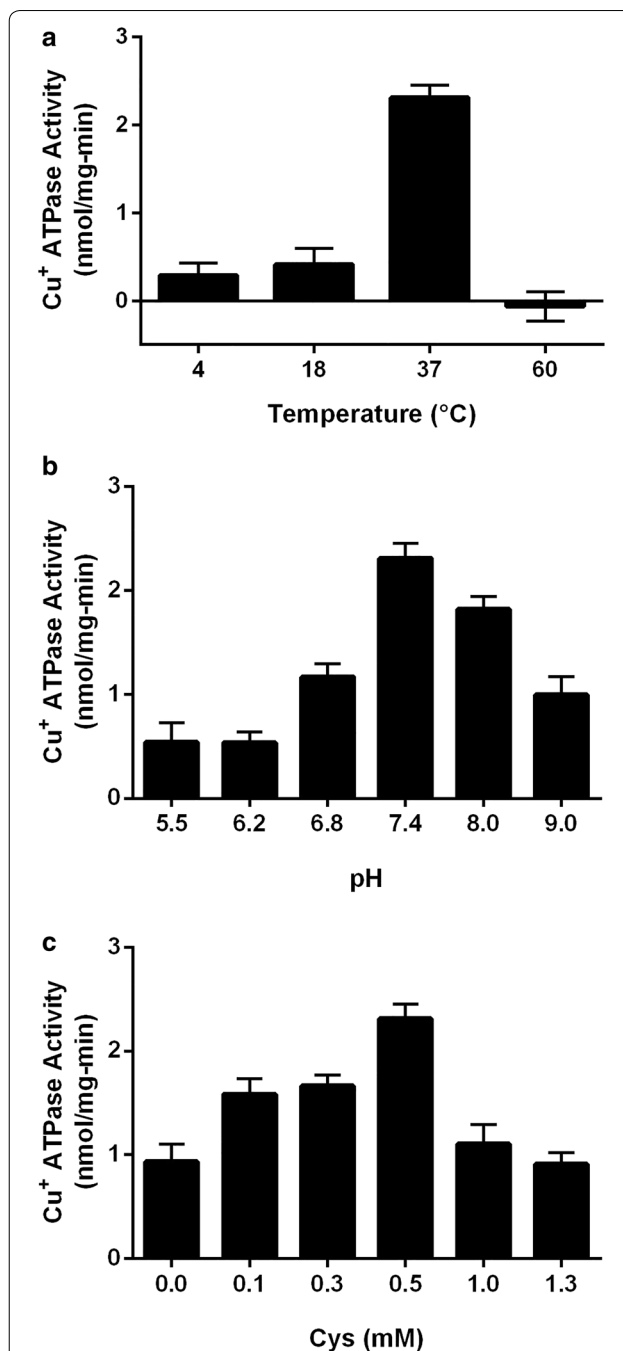 a
Cu⁺ ATPase Activity
(nmol/mg-min)
3
2
1
0
4 18 37 60
Temperature (°C)
b
Cu⁺ ATPase Activity
(nmol/mg-min)
3
2
1
0
5.5 6.2 6.8 7.4 8.0 9.0
pH
c
Cu⁺ ATPase Activity
(nmol/mg-min)
3
2
1
0
0.0 0.1 0.3 0.5 1.0 1.3
Cys (mM)